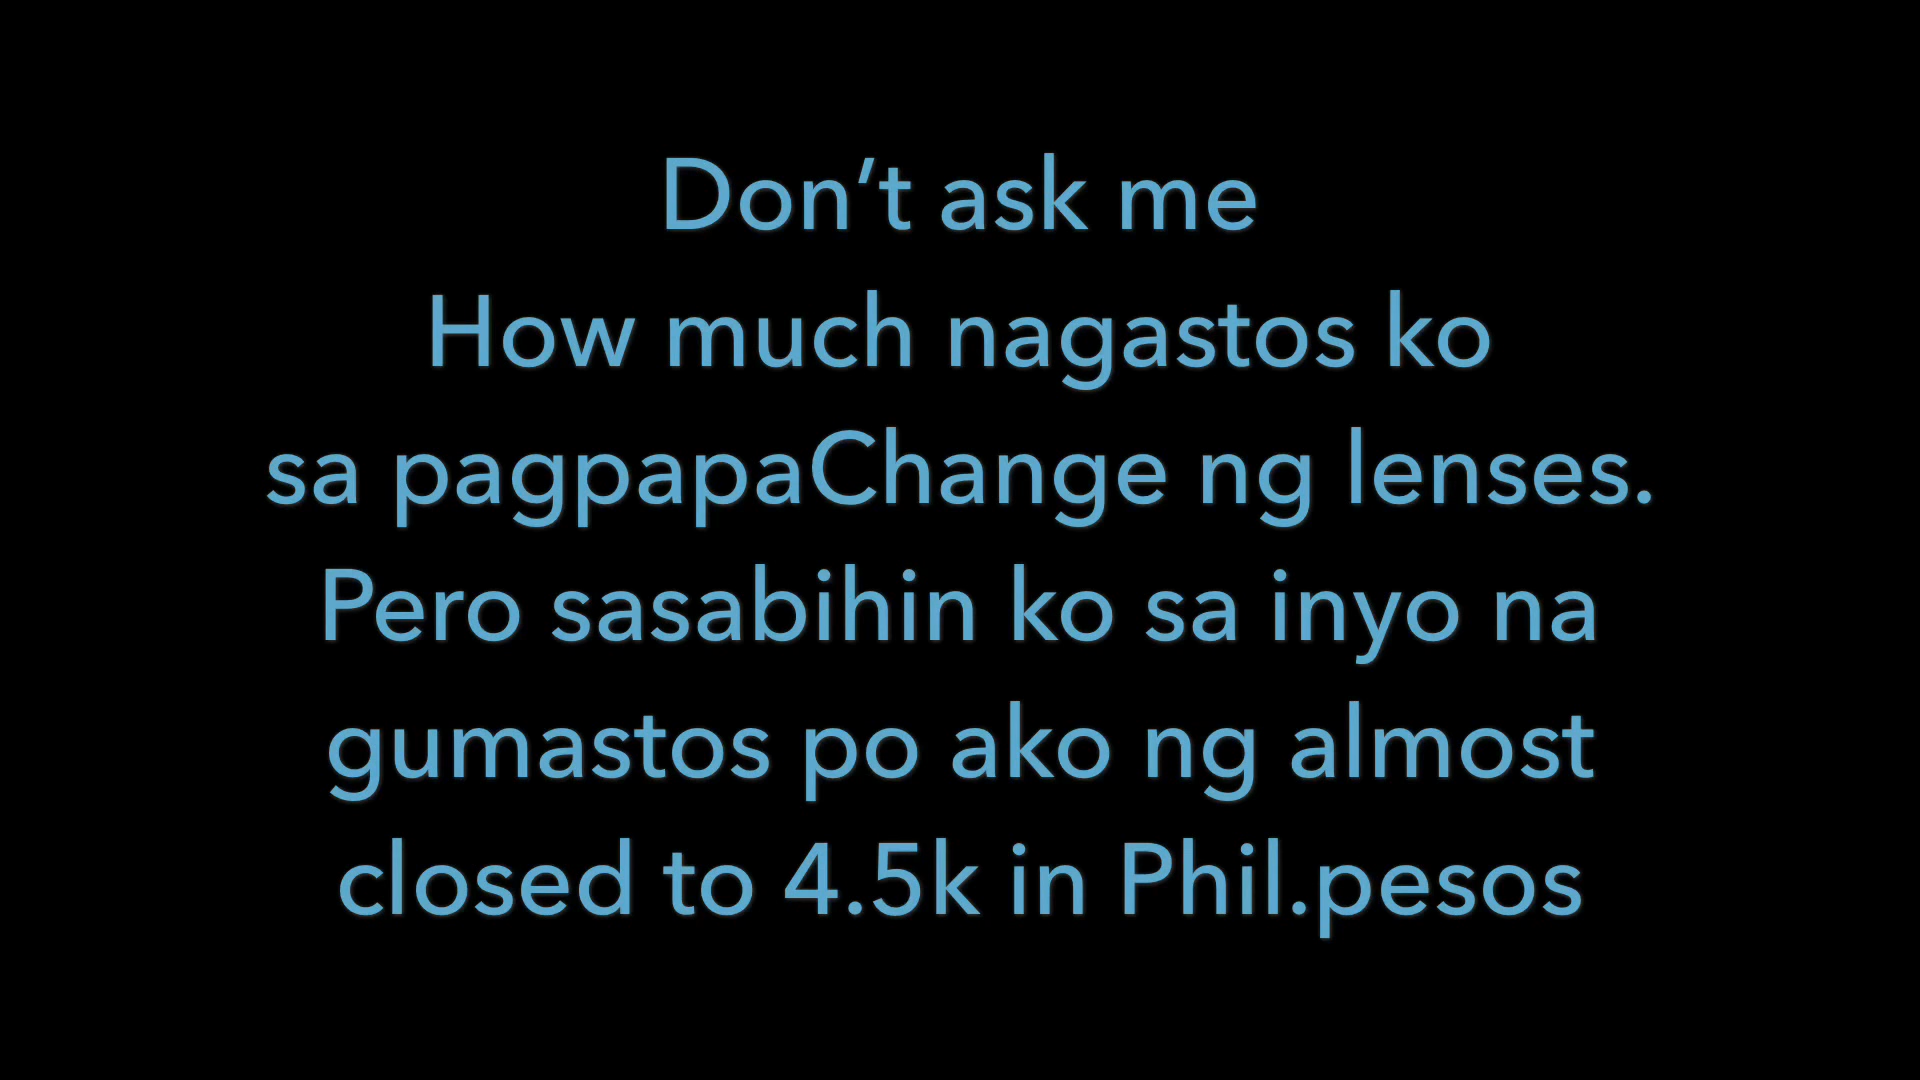 Don’t ask me
How much nagastos ko
sa pagpapaChange ng lenses.
Pero sasabihin ko sa inyo na
gumastos po ako ng almost
closed to 4.5k in Phil.pesos